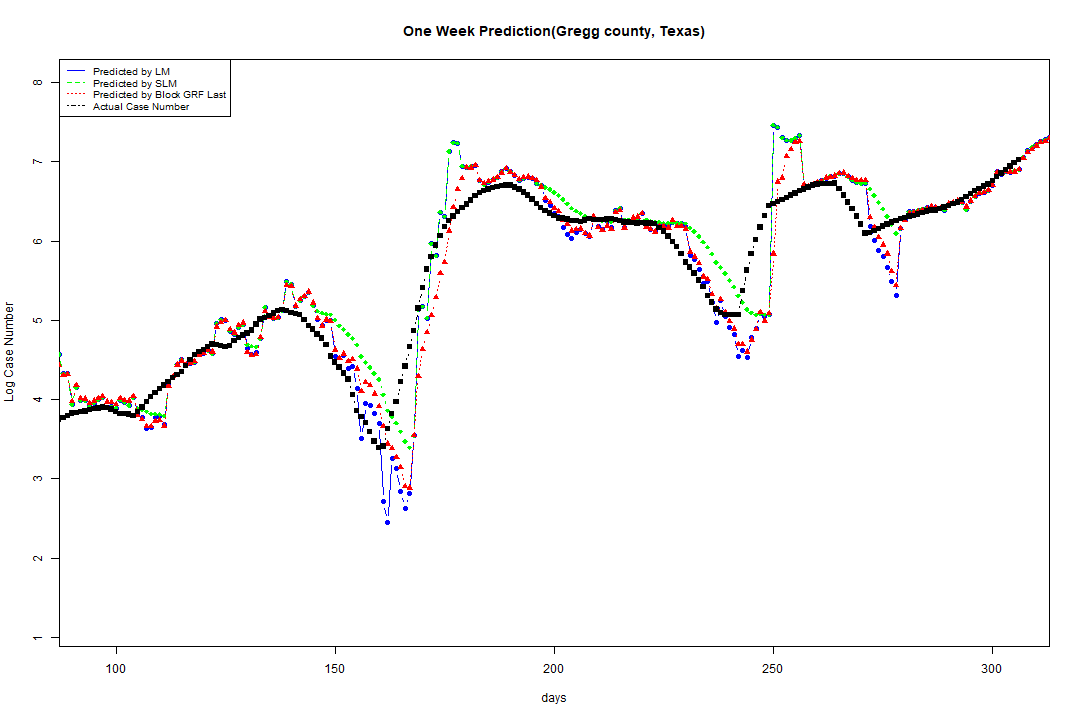 One Week Prediction(Gregg county, Texas)
Predicted by LM
Predicted by SLM
Predicted by Block GRF Last
Actual Case Number
8
7
6
5
4
3
2
1
Log Case Number
100 150 200 250 300
days